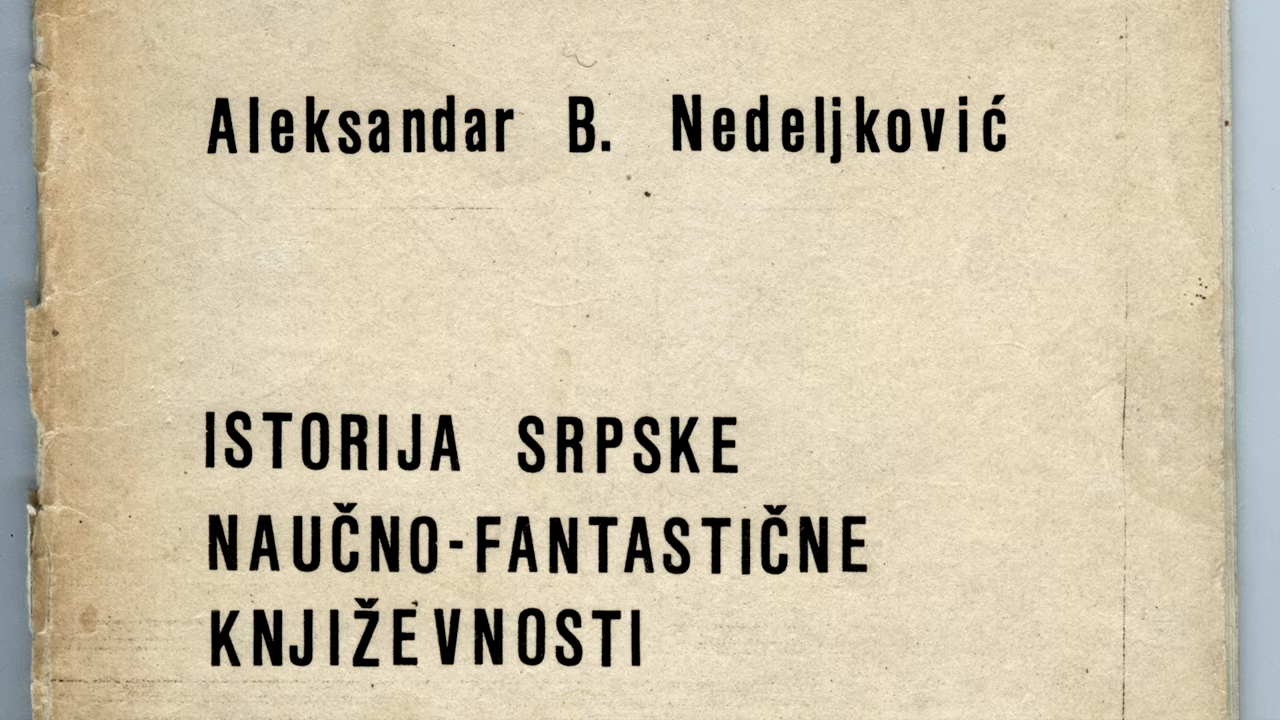 Aleksandar B. Nedeljković
ISTORIJA SRPSKE
NAUČNO-FANTASTIČNE
KNJIŽEVNOSTI